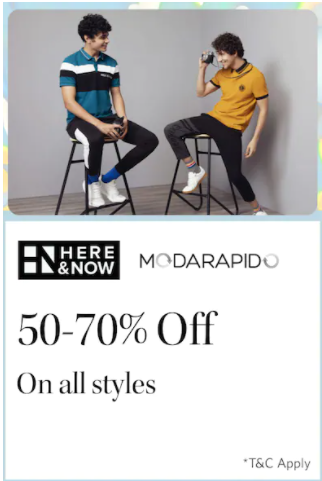 HERE
&NOW
MODARAPIDO
50-70% Off
On all styles
*T&C Apply